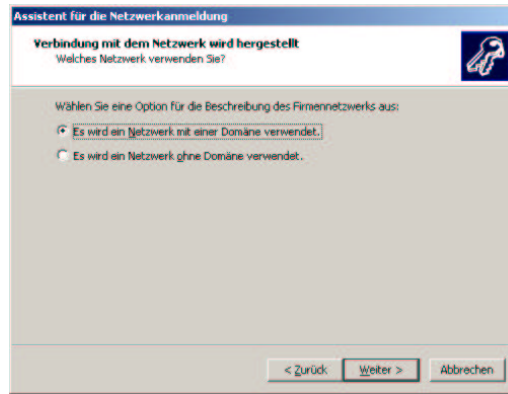 Assistent für die Netzwerkanmeldung
Verbindung mit dem Netzwerk wird hergestellt
Welches Netzwerk verwenden Sie?
Wählen Sie eine Option für die Beschreibung des Firmennetzwerks aus:
Es wird ein Netzwerk mit einer Domäne verwendet.
Es wird ein Netzwerk ohne Domäne verwendet.
< Zurück
Weiter >
Abbrechen